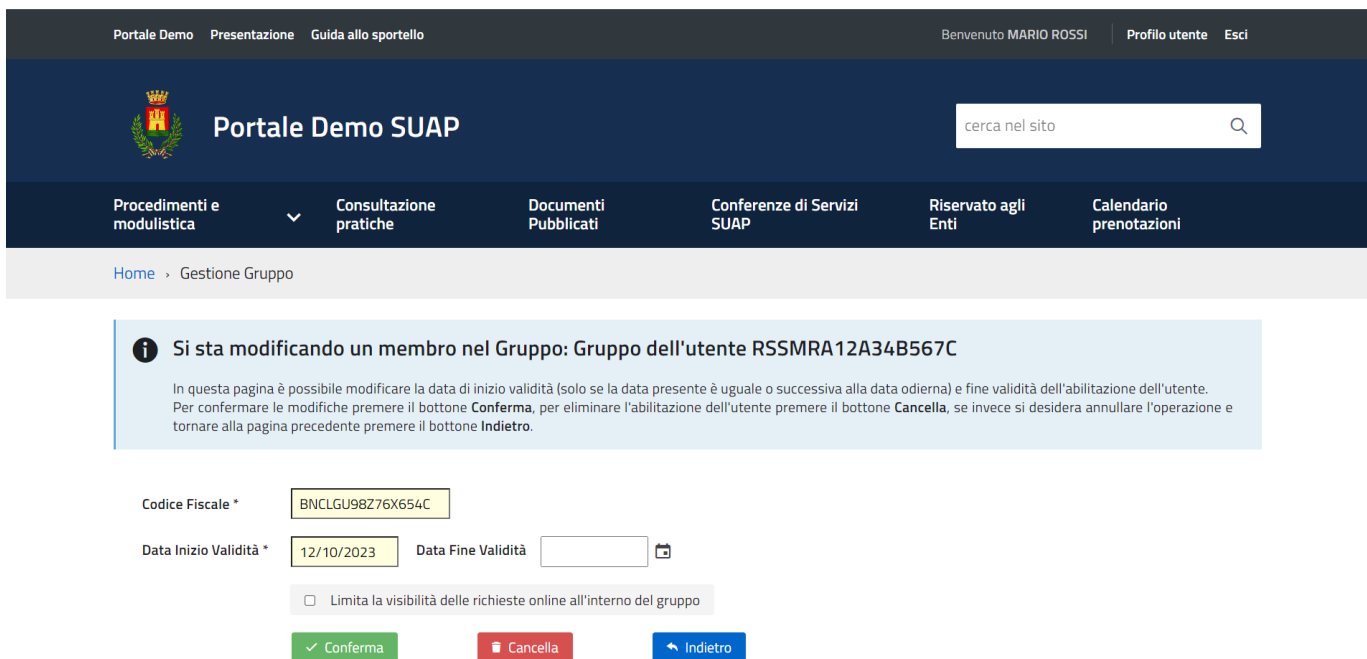 Portale Demo Presentazione Guida allo sportello Benvenuto MARIO ROSSI Profilo utente Esci
Portale Demo SUAP
cerca nel sito
Procedimenti e modulistica
Consultazione pratiche
Documenti Pubblicati
Conferenze di Servizi SUAP
Riservato agli Enti
Calendario prenotazioni
Home › Gestione Gruppo
Si sta modificando un membro nel Gruppo: Gruppo dell'utente RSSMRA12A34B567C
In questa pagina è possibile modificare la data di inizio validità (solo se la data presente è uguale o successiva alla data odierna) e fine validità dell'abilitazione dell'utente.
Per confermare le modifiche premere il bottone Conferma, per eliminare l'abilitazione dell'utente premere il bottone Cancella, se invece si desidera annullare l'operazione e
tornare alla pagina precedente premere il bottone Indietro.
Codice Fiscale * BNCLGU98Z76X654C
Data Inizio Validità * 12/10/2023 Data Fine Validità
Limita la visibilità delle richieste online all'interno del gruppo
Conferma Cancella Indietro